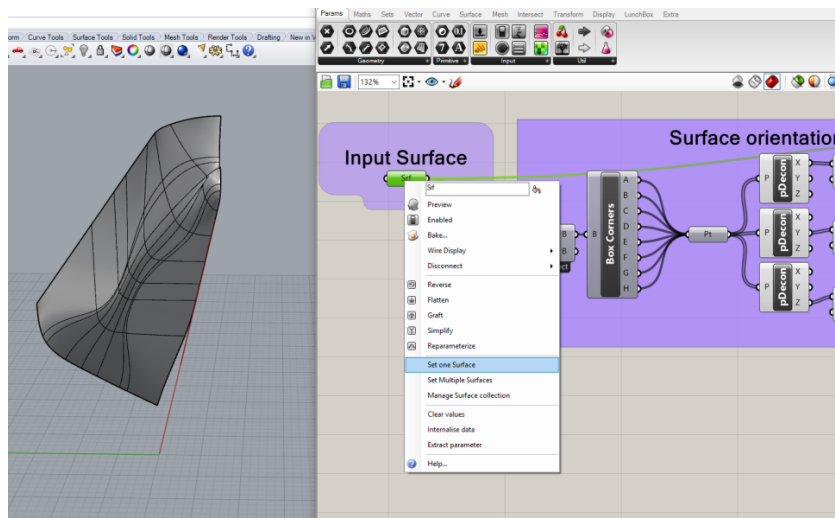 Params Maths Sets Vector Curve Surface Mesh Intersect Transform Display LunchBox Extra
orm Curve Tools Surface Tools Solid Tools Mesh Tools Render Tools Drafting New in V
Geometry Primitive Input Util
132%
Input Surface
Surface orientation
Srf
Srf
Preview
Enabled
Bake...
Wire Display
Disconnect
Reverse
Flatten
Graft
Simplify
Reparameterize
Set one Surface
Set Multiple Surfaces
Manage Surface collection
Clear values
Internalise data
Extract parameter
Help...
B
B
ect
B
Box Corners
A
B
C
D
E
F
G
H
Pt
P
pDecon
X
Y
Z
P
pDecon
X
Y
Z
P
pDecon
X
Y
Z